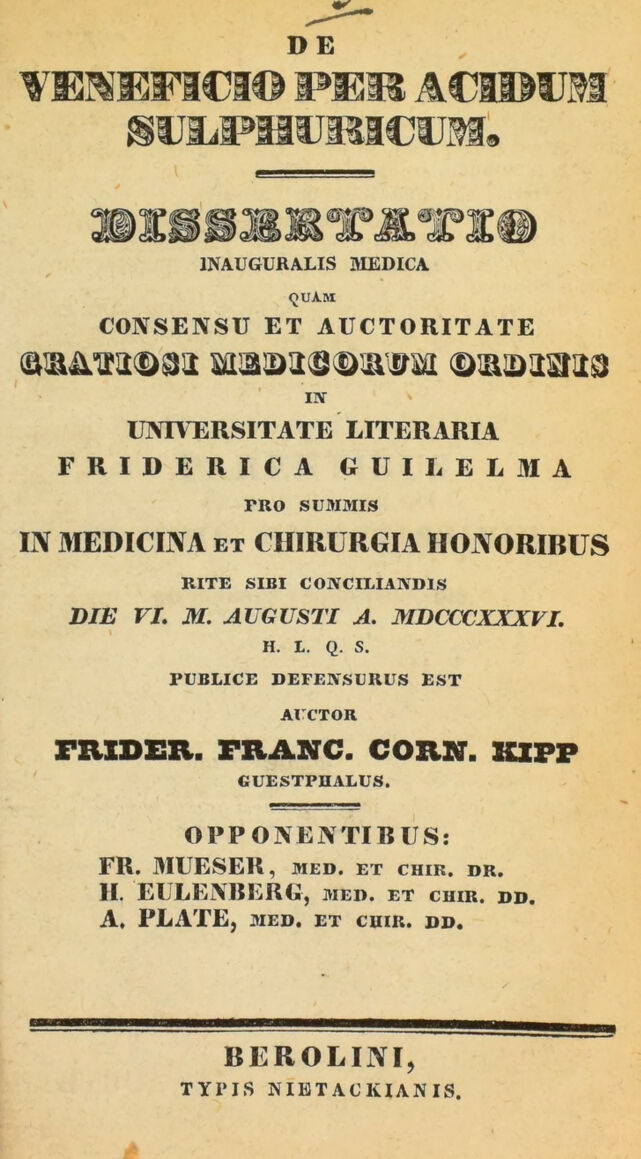 DE
VENEFICIO PER ACIDUM
SULPHURICUM.
DISSERTATIO
INAUGURALIS MEDICA
QUAM
CONSENSU ET AUCTORITATE
GRATIOSI MEDICORUM ORDINIS
IN
UNIVERSITATE LITERARIA
FRIDERICA GUILELMA
PRO SUMMIS
IN MEDICINA ET CHIRURGIA HONORIBUS
RITE SIBI CONCILIANDIS
DIE VI. M. AUGUSTI A. MDCCCXXXVI.
H. L. Q. S.
PUBLICE DEFENSURUS EST
AUCTOR
FRIDER. FRANC. CORN. KIPP
GUESTPHALUS.
OPPONENTIBUS:
FR. MUESER, MED. ET CHIR. DR.
H. EULENBERG, MED. ET CHIR. DD.
A. PLATE, MED. ET CHIR. DD.
BEROLINI,
TYPIS NIETACKIANIS.